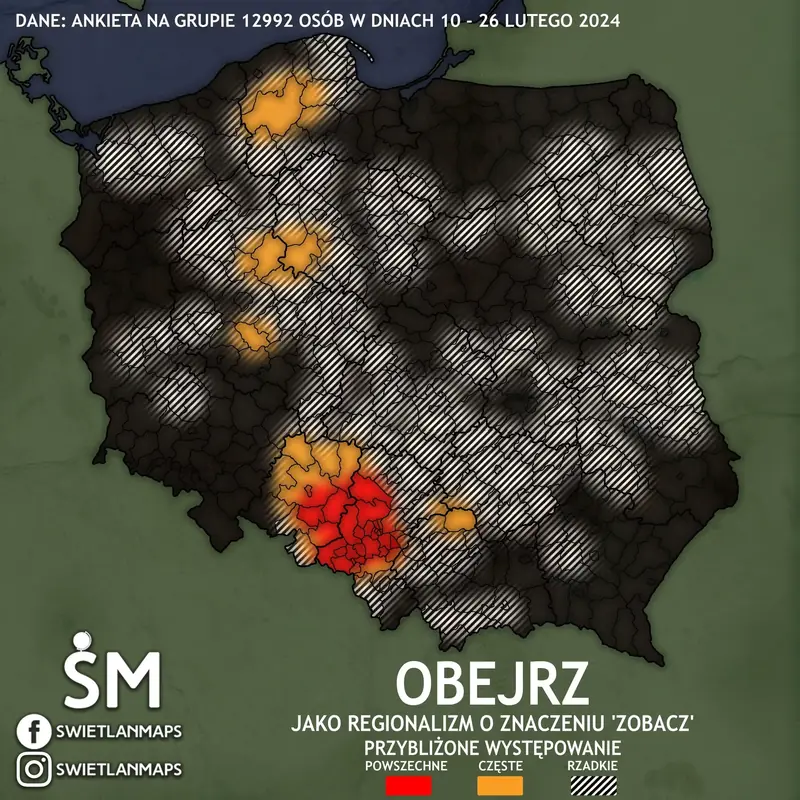 DANE: ANKIETA NA GRUPIE 12992 OSÓB W DNIACH 10 - 26 LUTEGO 2024
ŚM
SWIETLANMAPS
SWIETLANMAPS
OBEJRZ
JAKO REGIONALIZM O ZNACZENIU 'ZOBACZ'
PRZYBLIŻONE WYSTĘPOWANIE
POWSZECHNE CZĘSTE RZADKIE